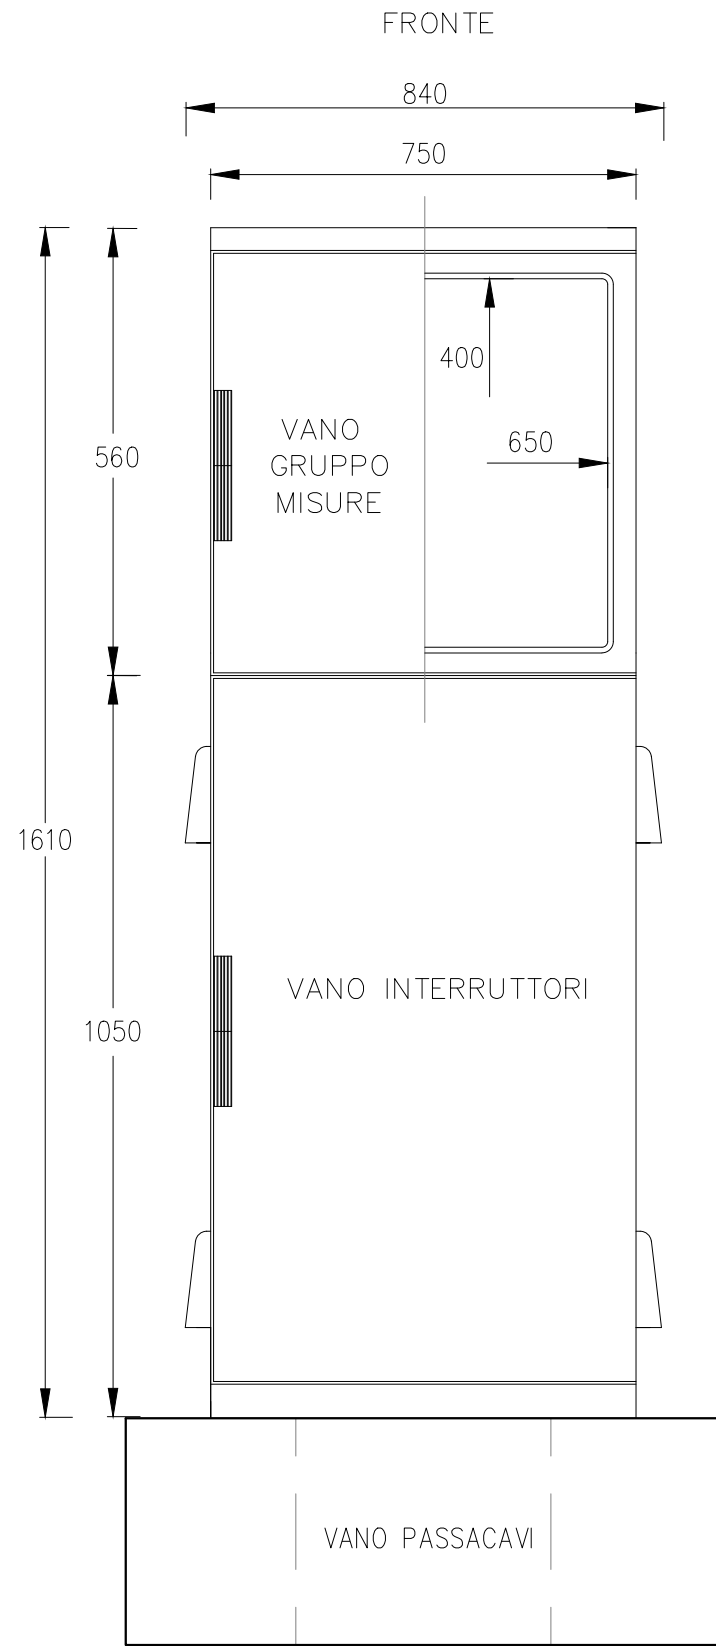 FRONTE
840
750
400
VANO
GRUPPO
MISURE
650
560
1610
VANO INTERRUTTORI
1050
VANO PASSACAVI